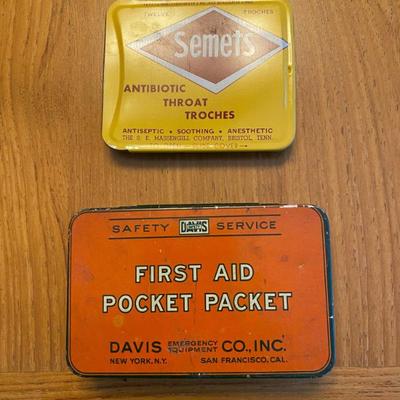 TWELVE TROCHES
Semets
ANTIBIOTIC
THROAT
TROCHES
ANTISEPTIC • SOOTHING • ANESTHETIC
THE S. E. MASSENGILL COMPANY, BRISTOL, TENN.
SAFETY DAVIS SERVICE
FIRST AID
POCKET PACKET
DAVIS EMERGENCY EQUIPMENT CO., INC.
NEW YORK, N.Y. SAN FRANCISCO, CAL.